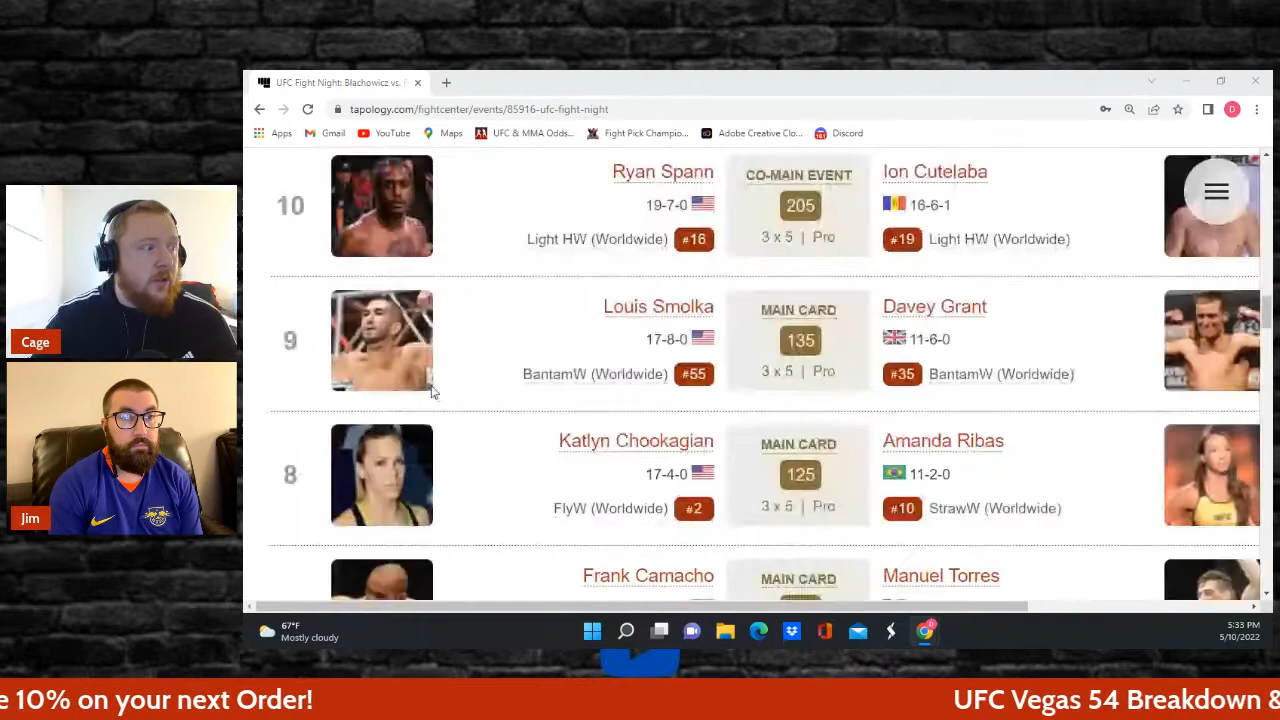 UFC Fight Night: Błachowicz vs. R
tapology.com/fightcenter/events/85916-ufc-fight-night
Apps Gmail YouTube Maps UFC & MMA Odds... Fight Pick Champio... Adobe Creative Clo... Discord
10
Ryan Spann
19-7-0
Light HW (Worldwide) #16
CO-MAIN EVENT
205
3 x 5 | Pro
Ion Cutelaba
16-6-1
#19 Light HW (Worldwide)
9
Louis Smolka
17-8-0
BantamW (Worldwide) #55
MAIN CARD
135
3 x 5 | Pro
Davey Grant
11-6-0
#35 BantamW (Worldwide)
8
Katlyn Chookagian
17-4-0
FlyW (Worldwide) #2
MAIN CARD
125
3 x 5 | Pro
Amanda Ribas
11-2-0
#10 StrawW (Worldwide)
Frank Camacho
MAIN CARD
Manuel Torres
Cage
Jim
67°F
Mostly cloudy
5:33 PM
5/10/2022
e 10% on your next Order!
UFC Vegas 54 Breakdown &